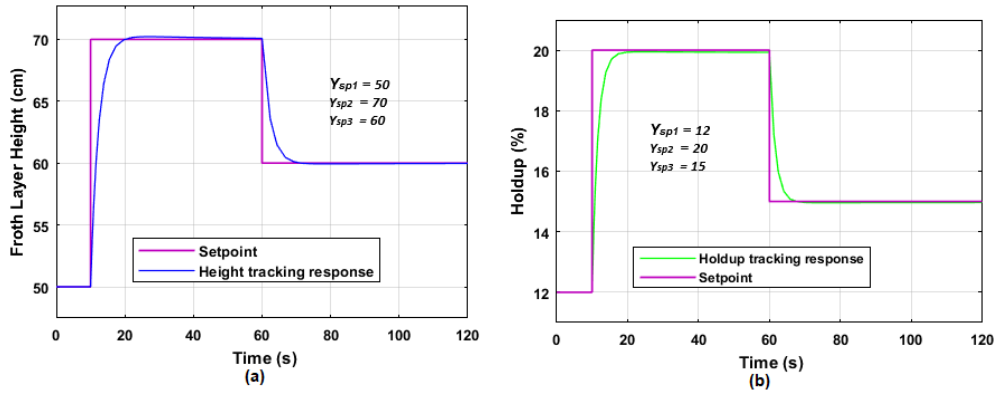 70
65
60
55
50
Froth Layer Height (cm)
Ysp1 = 50
Ysp2 = 70
Ysp3 = 60
Setpoint
Height tracking response
0
20
40
60
80
100
120
Time (s)
(a)
20
18
16
14
12
Holdup (%)
Ysp1 = 12
Ysp2 = 20
Ysp3 = 15
Holdup tracking response
Setpoint
0
20
40
60
80
100
120
Time (s)
(b)